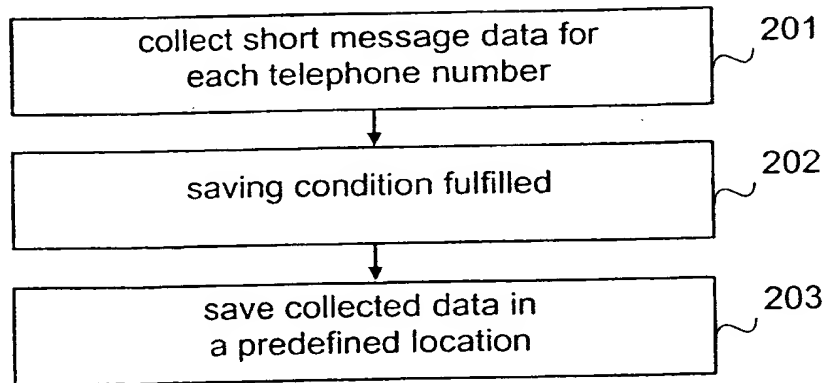 collect short message data for
each telephone number
201
saving condition fulfilled
202
save collected data in
a predefined location
203